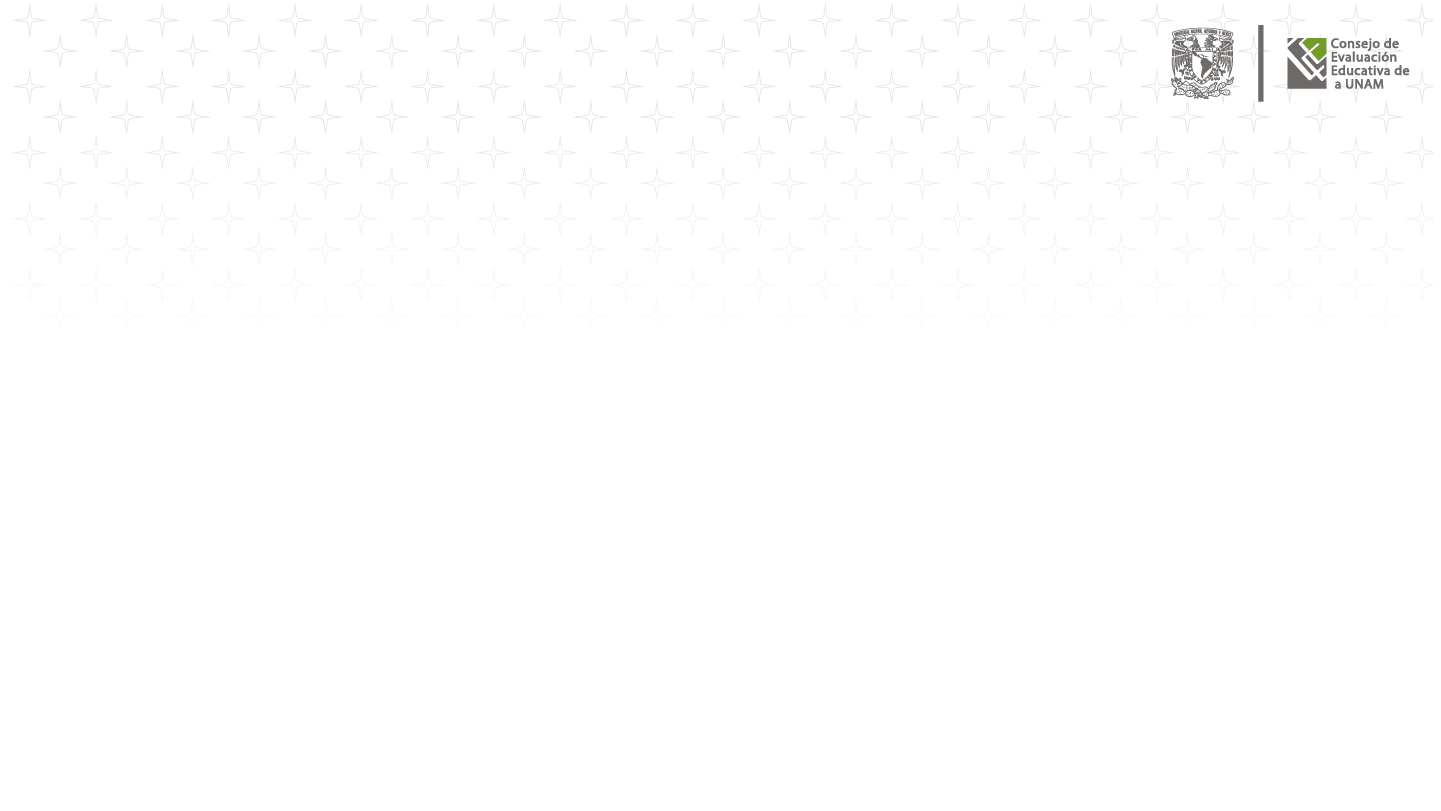 Consejo de
Evaluación
Educativa de
a UNAM